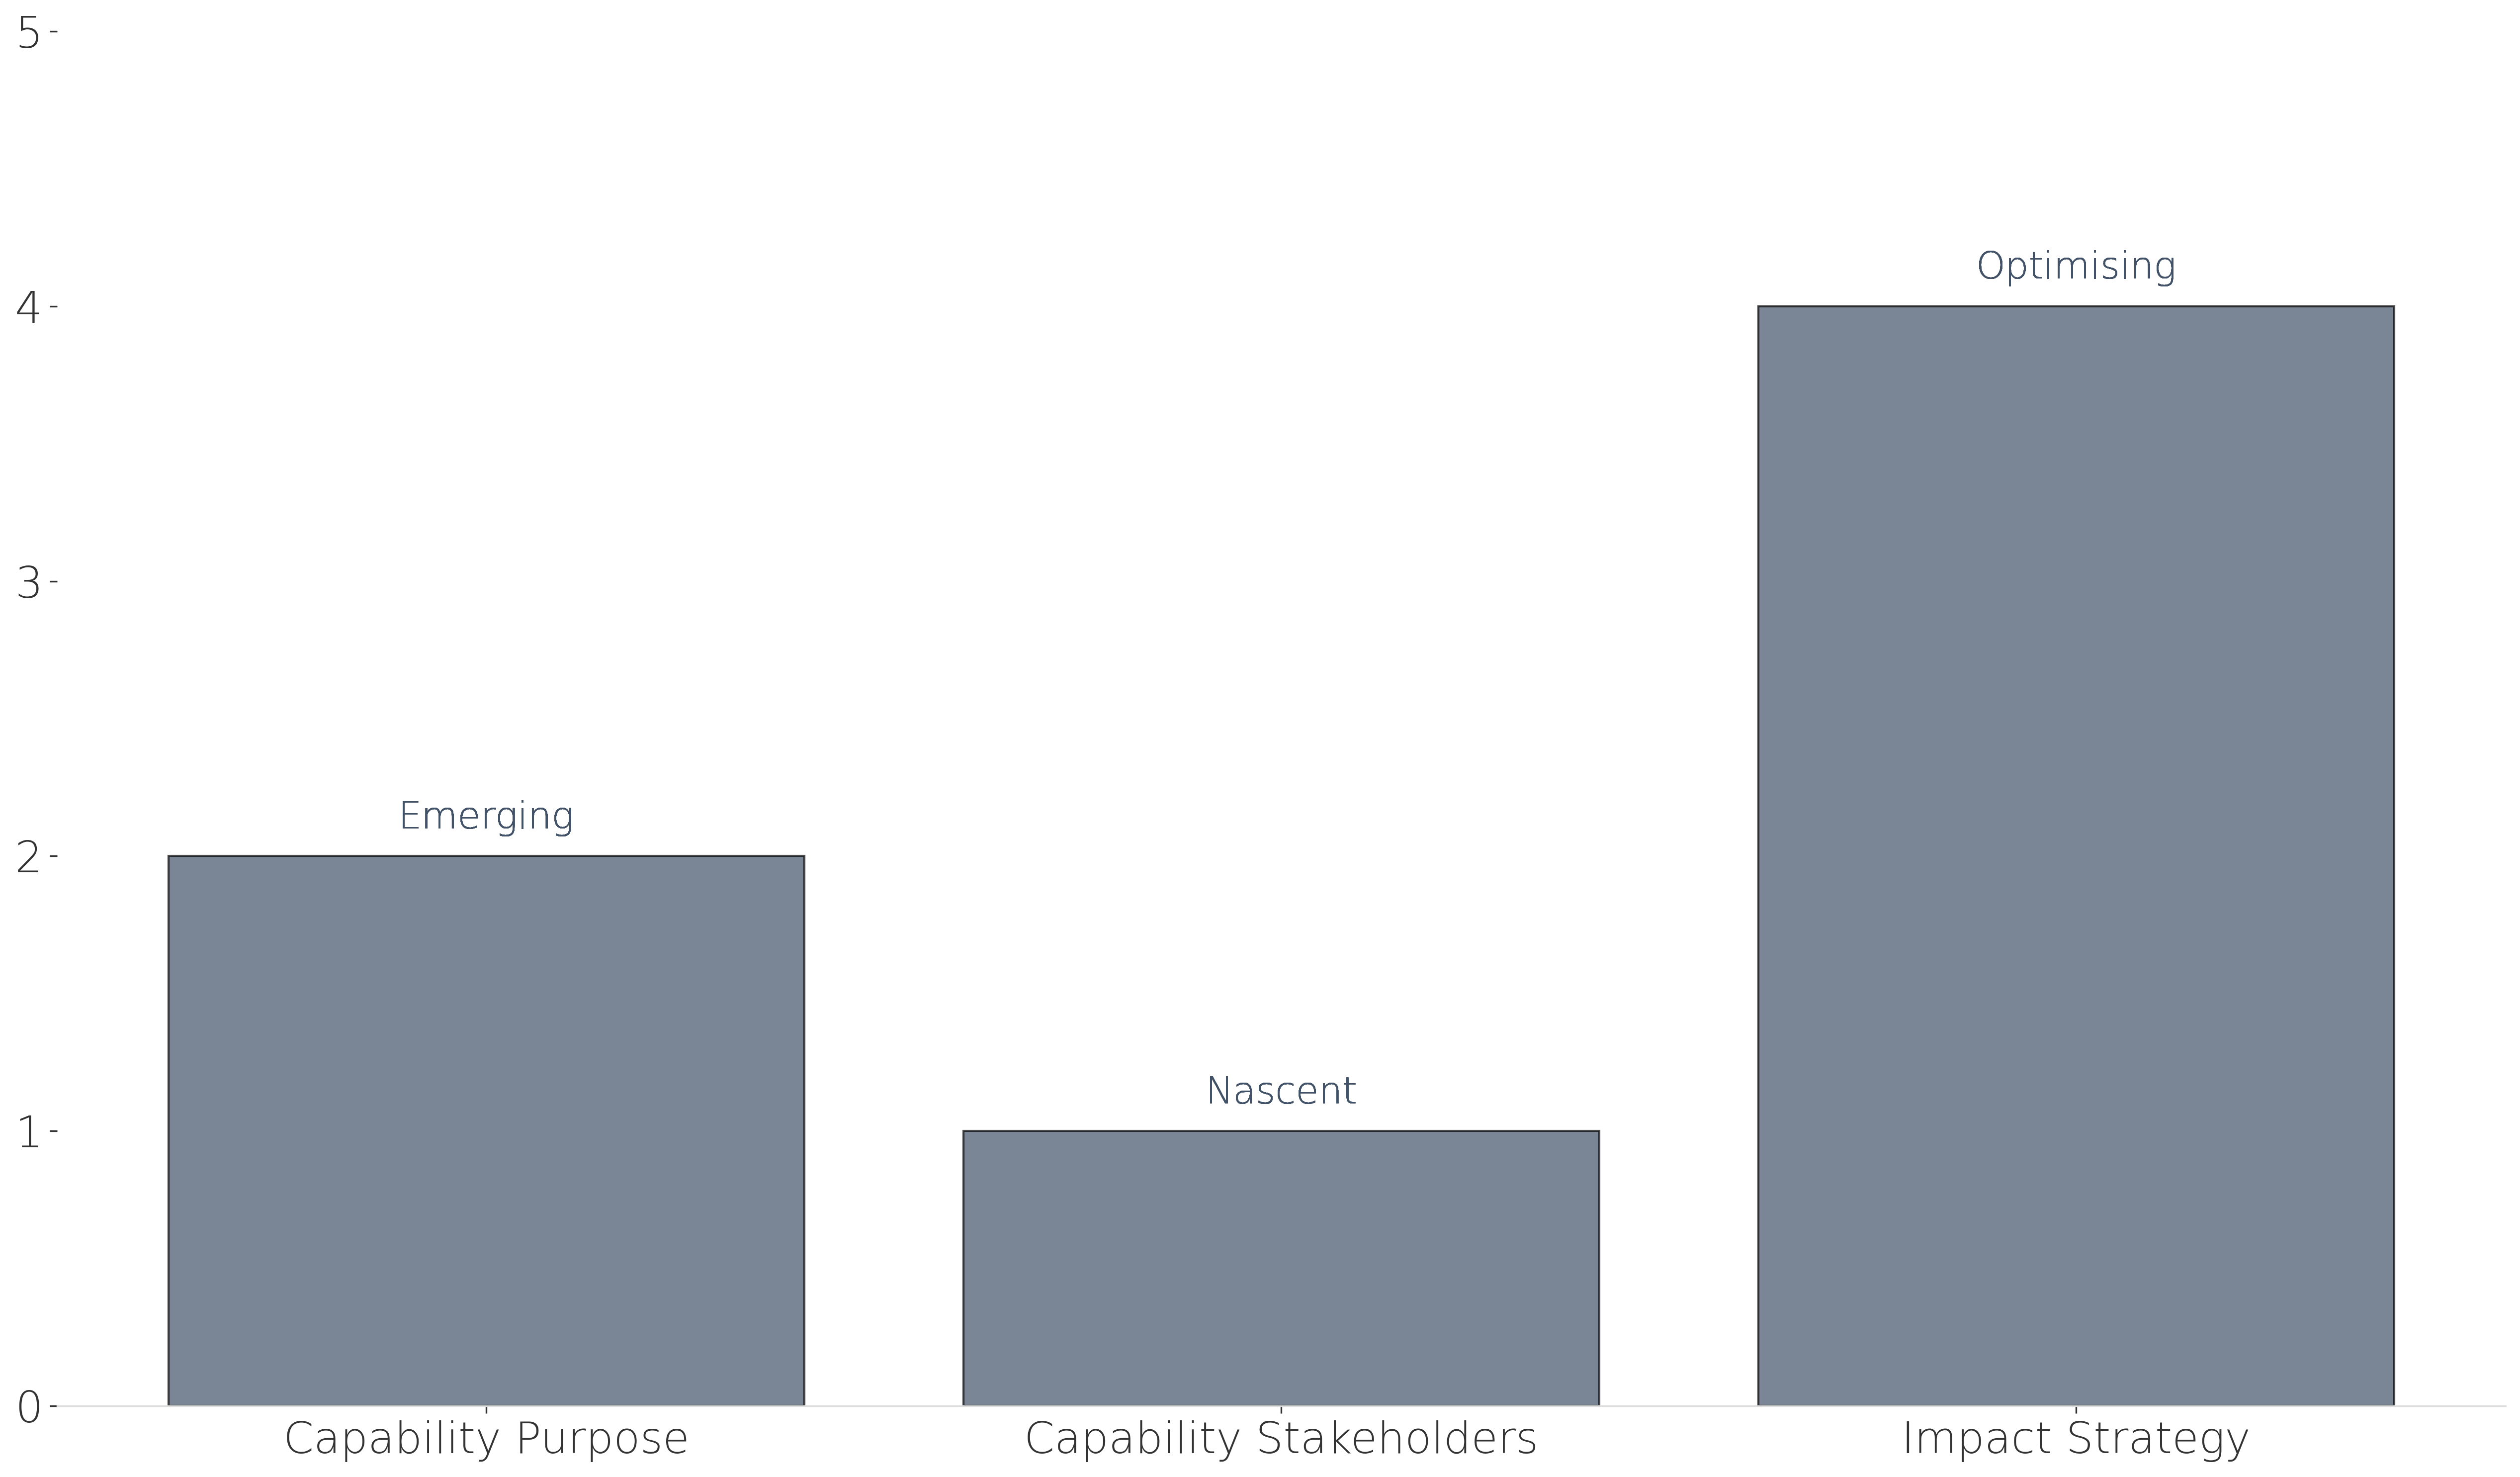 5
Optimising
4
3
Emerging
2
Nascent
1
0
Capability Purpose
Capability Stakeholders
Impact Strategy